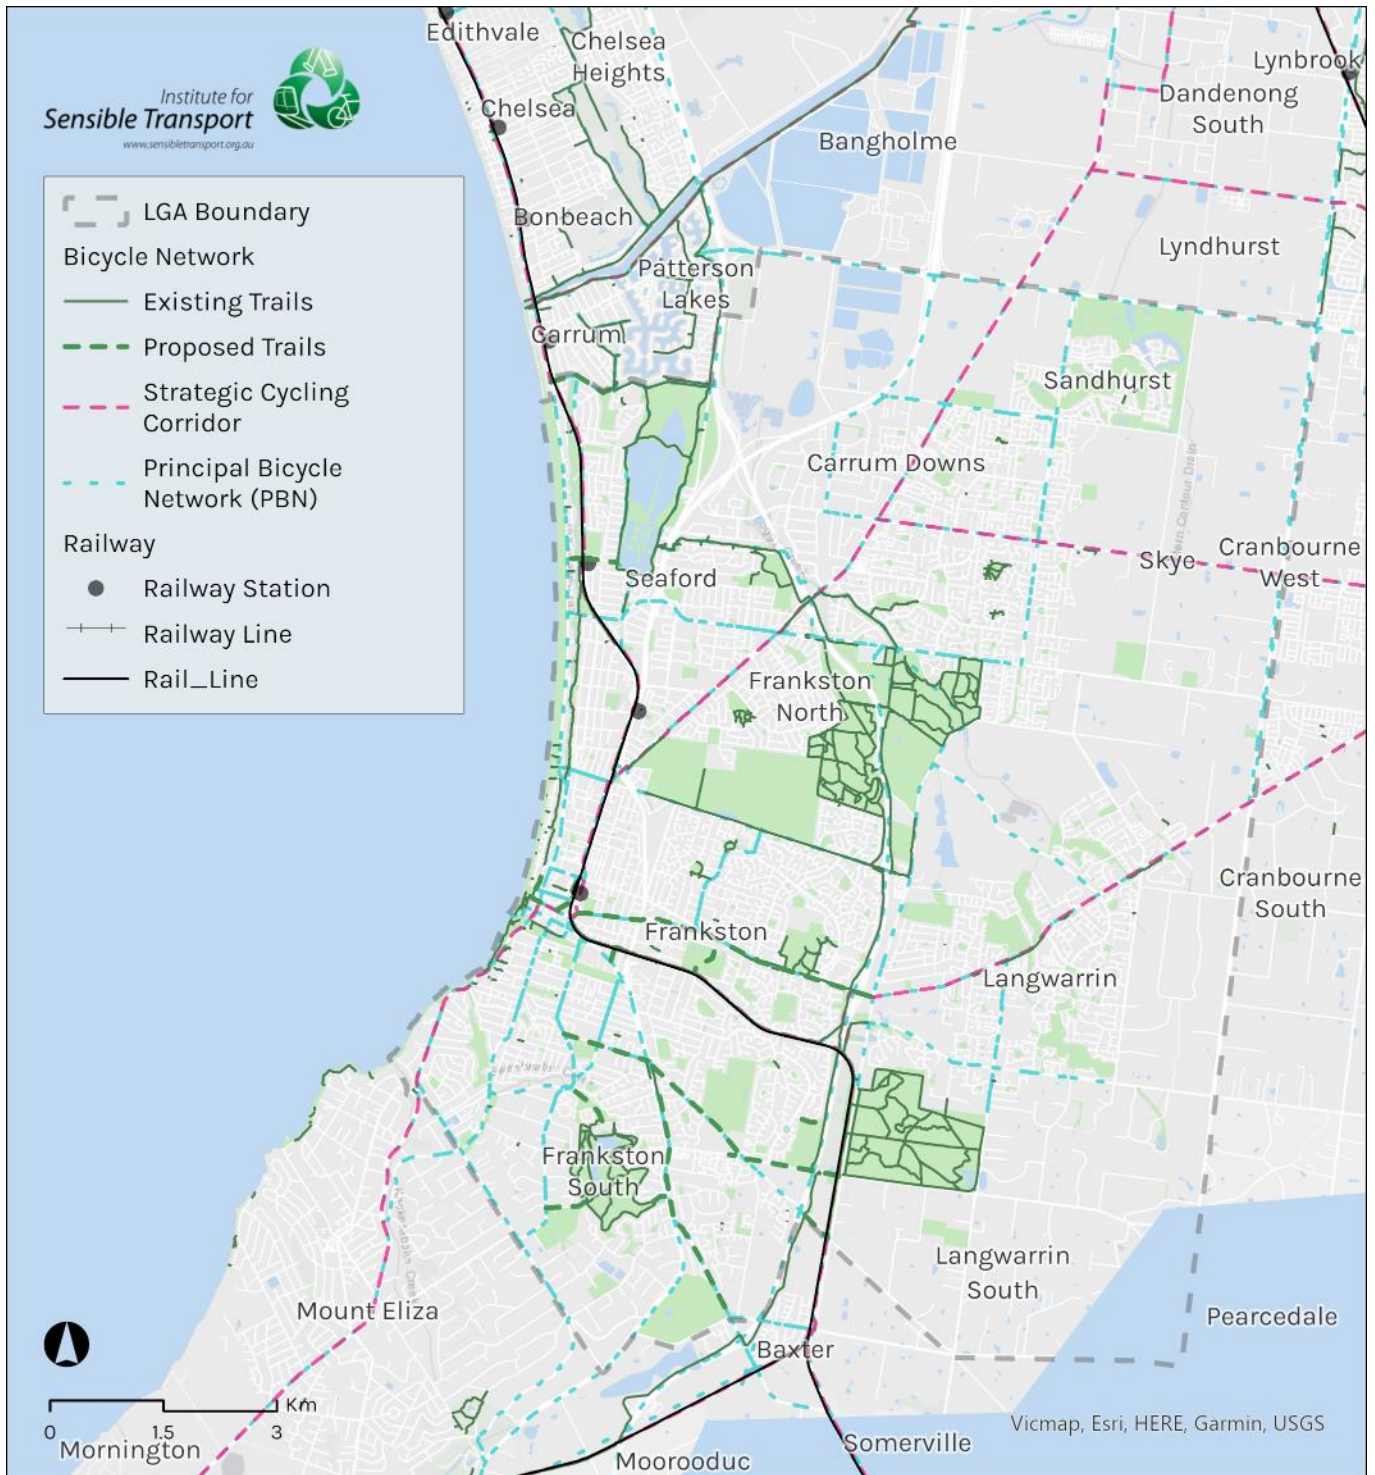 Edithvale
Chelsea
Heights
Lynbrook
Institute for
Sensible Transport
www.sensibletransport.org.au
Chelsea
Dandenong
South
Bangholme
LGA Boundary
Bicycle Network
Existing Trails
Proposed Trails
Strategic Cycling
Corridor
Principal Bicycle
Network (PBN)
Railway
Railway Station
Railway Line
Rail_Line
Bonbeach
Lyndhurst
Patterson
Lakes
Carrum
Sandhurst
Carrum Downs
Skye
Cranbourne
West
Seaford
Frankston
North
Cranbourne
South
Frankston
Langwarrin
Frankston
South
Langwarrin
South
Mount Eliza
Pearcedale
Baxter
Km
0
1.5
3
Mornington
Moorooduc
Somerville
Vicmap, Esri, HERE, Garmin, USGS